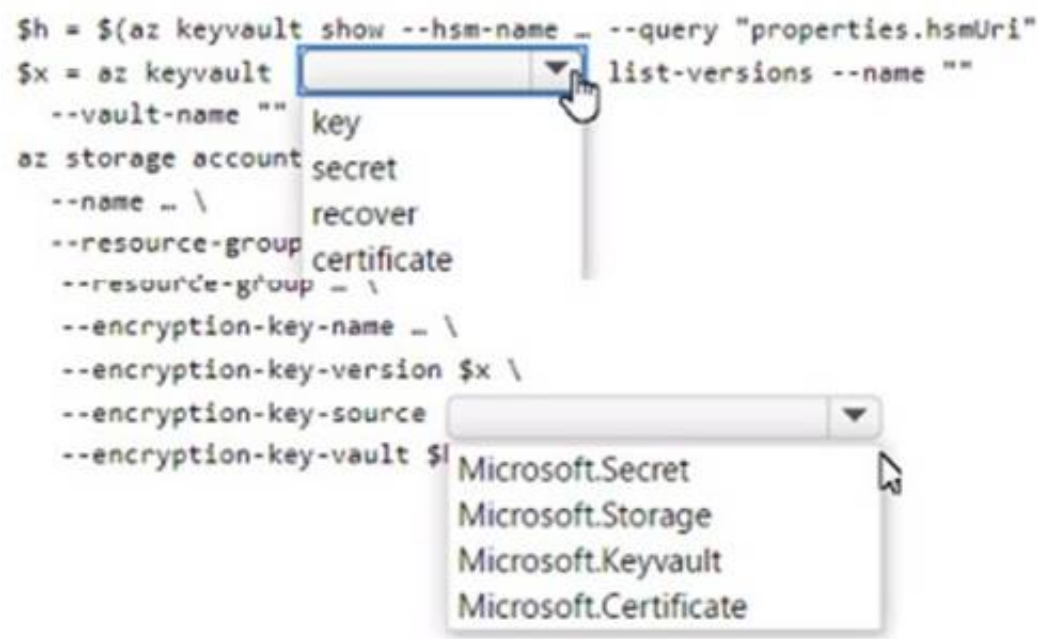 $h = $(az keyvault show --hsm-name … --query "properties.hsmUri"
$x = az keyvault list-versions --name ""
--vault-name ""
key
secret
recover
certificate
az storage account
--name … \
--resource-group
--resource-group … \
--encryption-key-name … \
--encryption-key-version $x \
--encryption-key-source
--encryption-key-vault
Microsoft.Secret
Microsoft.Storage
Microsoft.Keyvault
Microsoft.Certificate